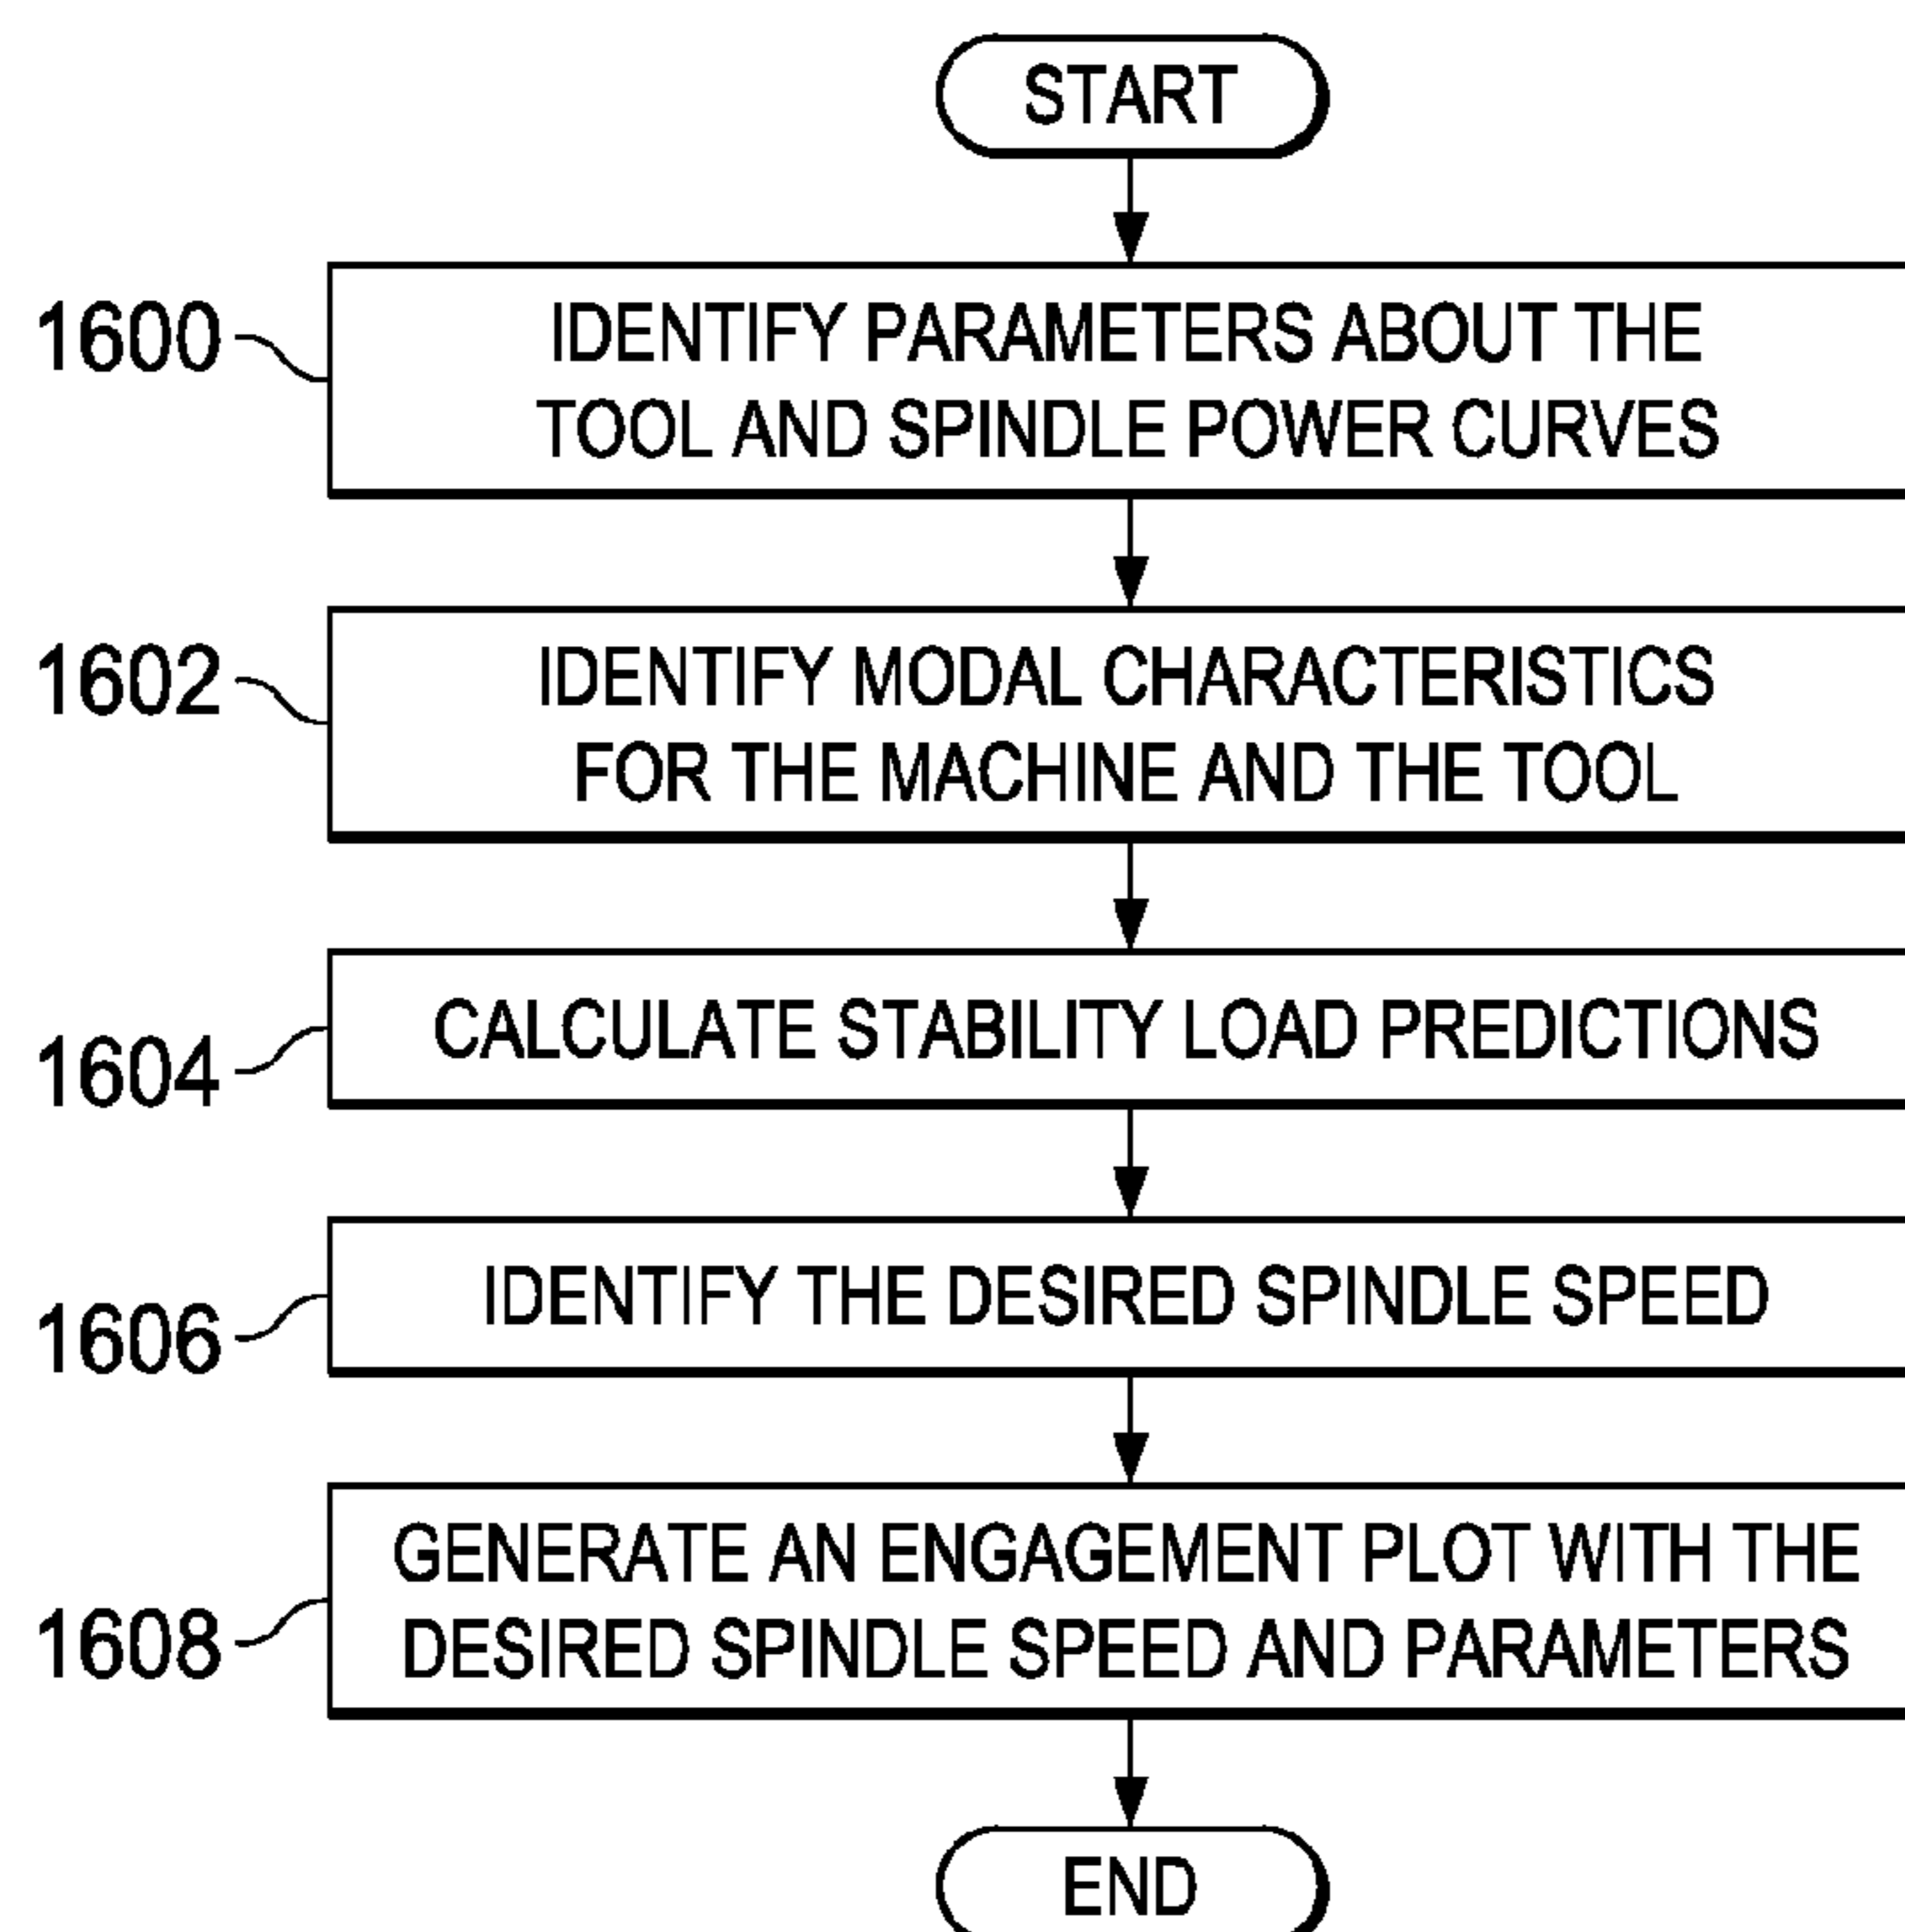 START
1600
IDENTIFY PARAMETERS ABOUT THE
TOOL AND SPINDLE POWER CURVES
1602
IDENTIFY MODAL CHARACTERISTICS
FOR THE MACHINE AND THE TOOL
1604
CALCULATE STABILITY LOAD PREDICTIONS
1606
IDENTIFY THE DESIRED SPINDLE SPEED
1608
GENERATE AN ENGAGEMENT PLOT WITH THE
DESIRED SPINDLE SPEED AND PARAMETERS
END